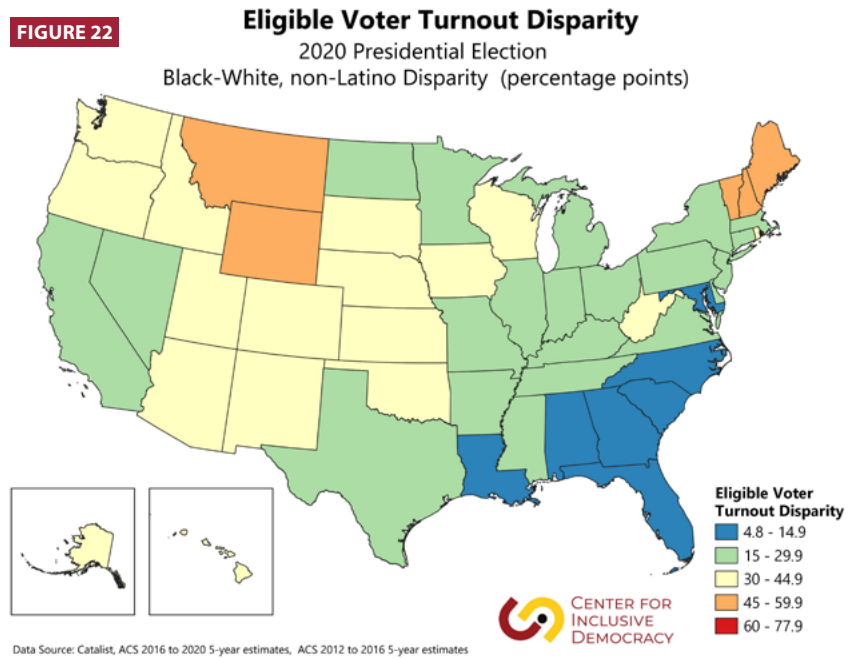 FIGURE 22
Eligible Voter Turnout Disparity
2020 Presidential Election
Black-White, non-Latino Disparity (percentage points)
Eligible Voter
Turnout Disparity
4.8 - 14.9
15 - 29.9
30 - 44.9
45 - 59.9
60 - 77.9
CENTER FOR
INCLUSIVE
DEMOCRACY
Data Source: Catalist, ACS 2016 to 2020 5-year estimates, ACS 2012 to 2016 5-year estimates